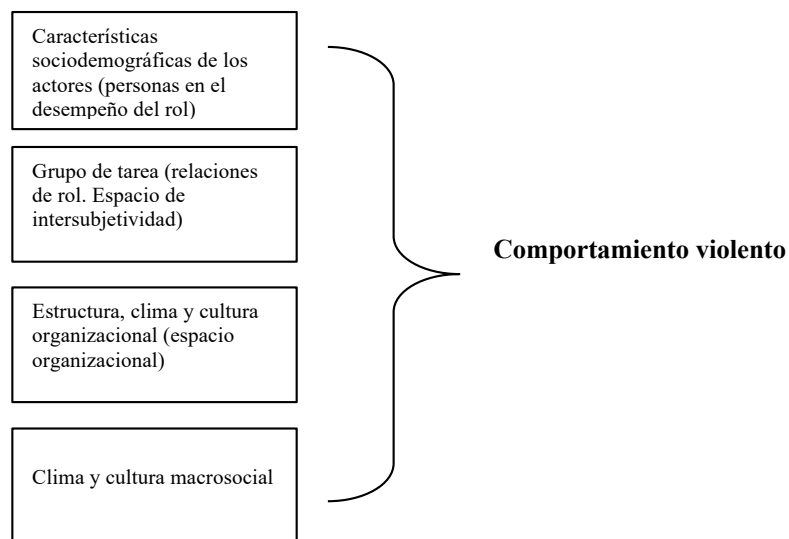 Características
sociodemográficas de los
actores (personas en el
desempeño del rol)
Grupo de tarea (relaciones
de rol. Espacio de
intersubjetividad)
Comportamiento violento
Estructura, clima y cultura
organizacional (espacio
organizacional)
Clima y cultura macrosocial